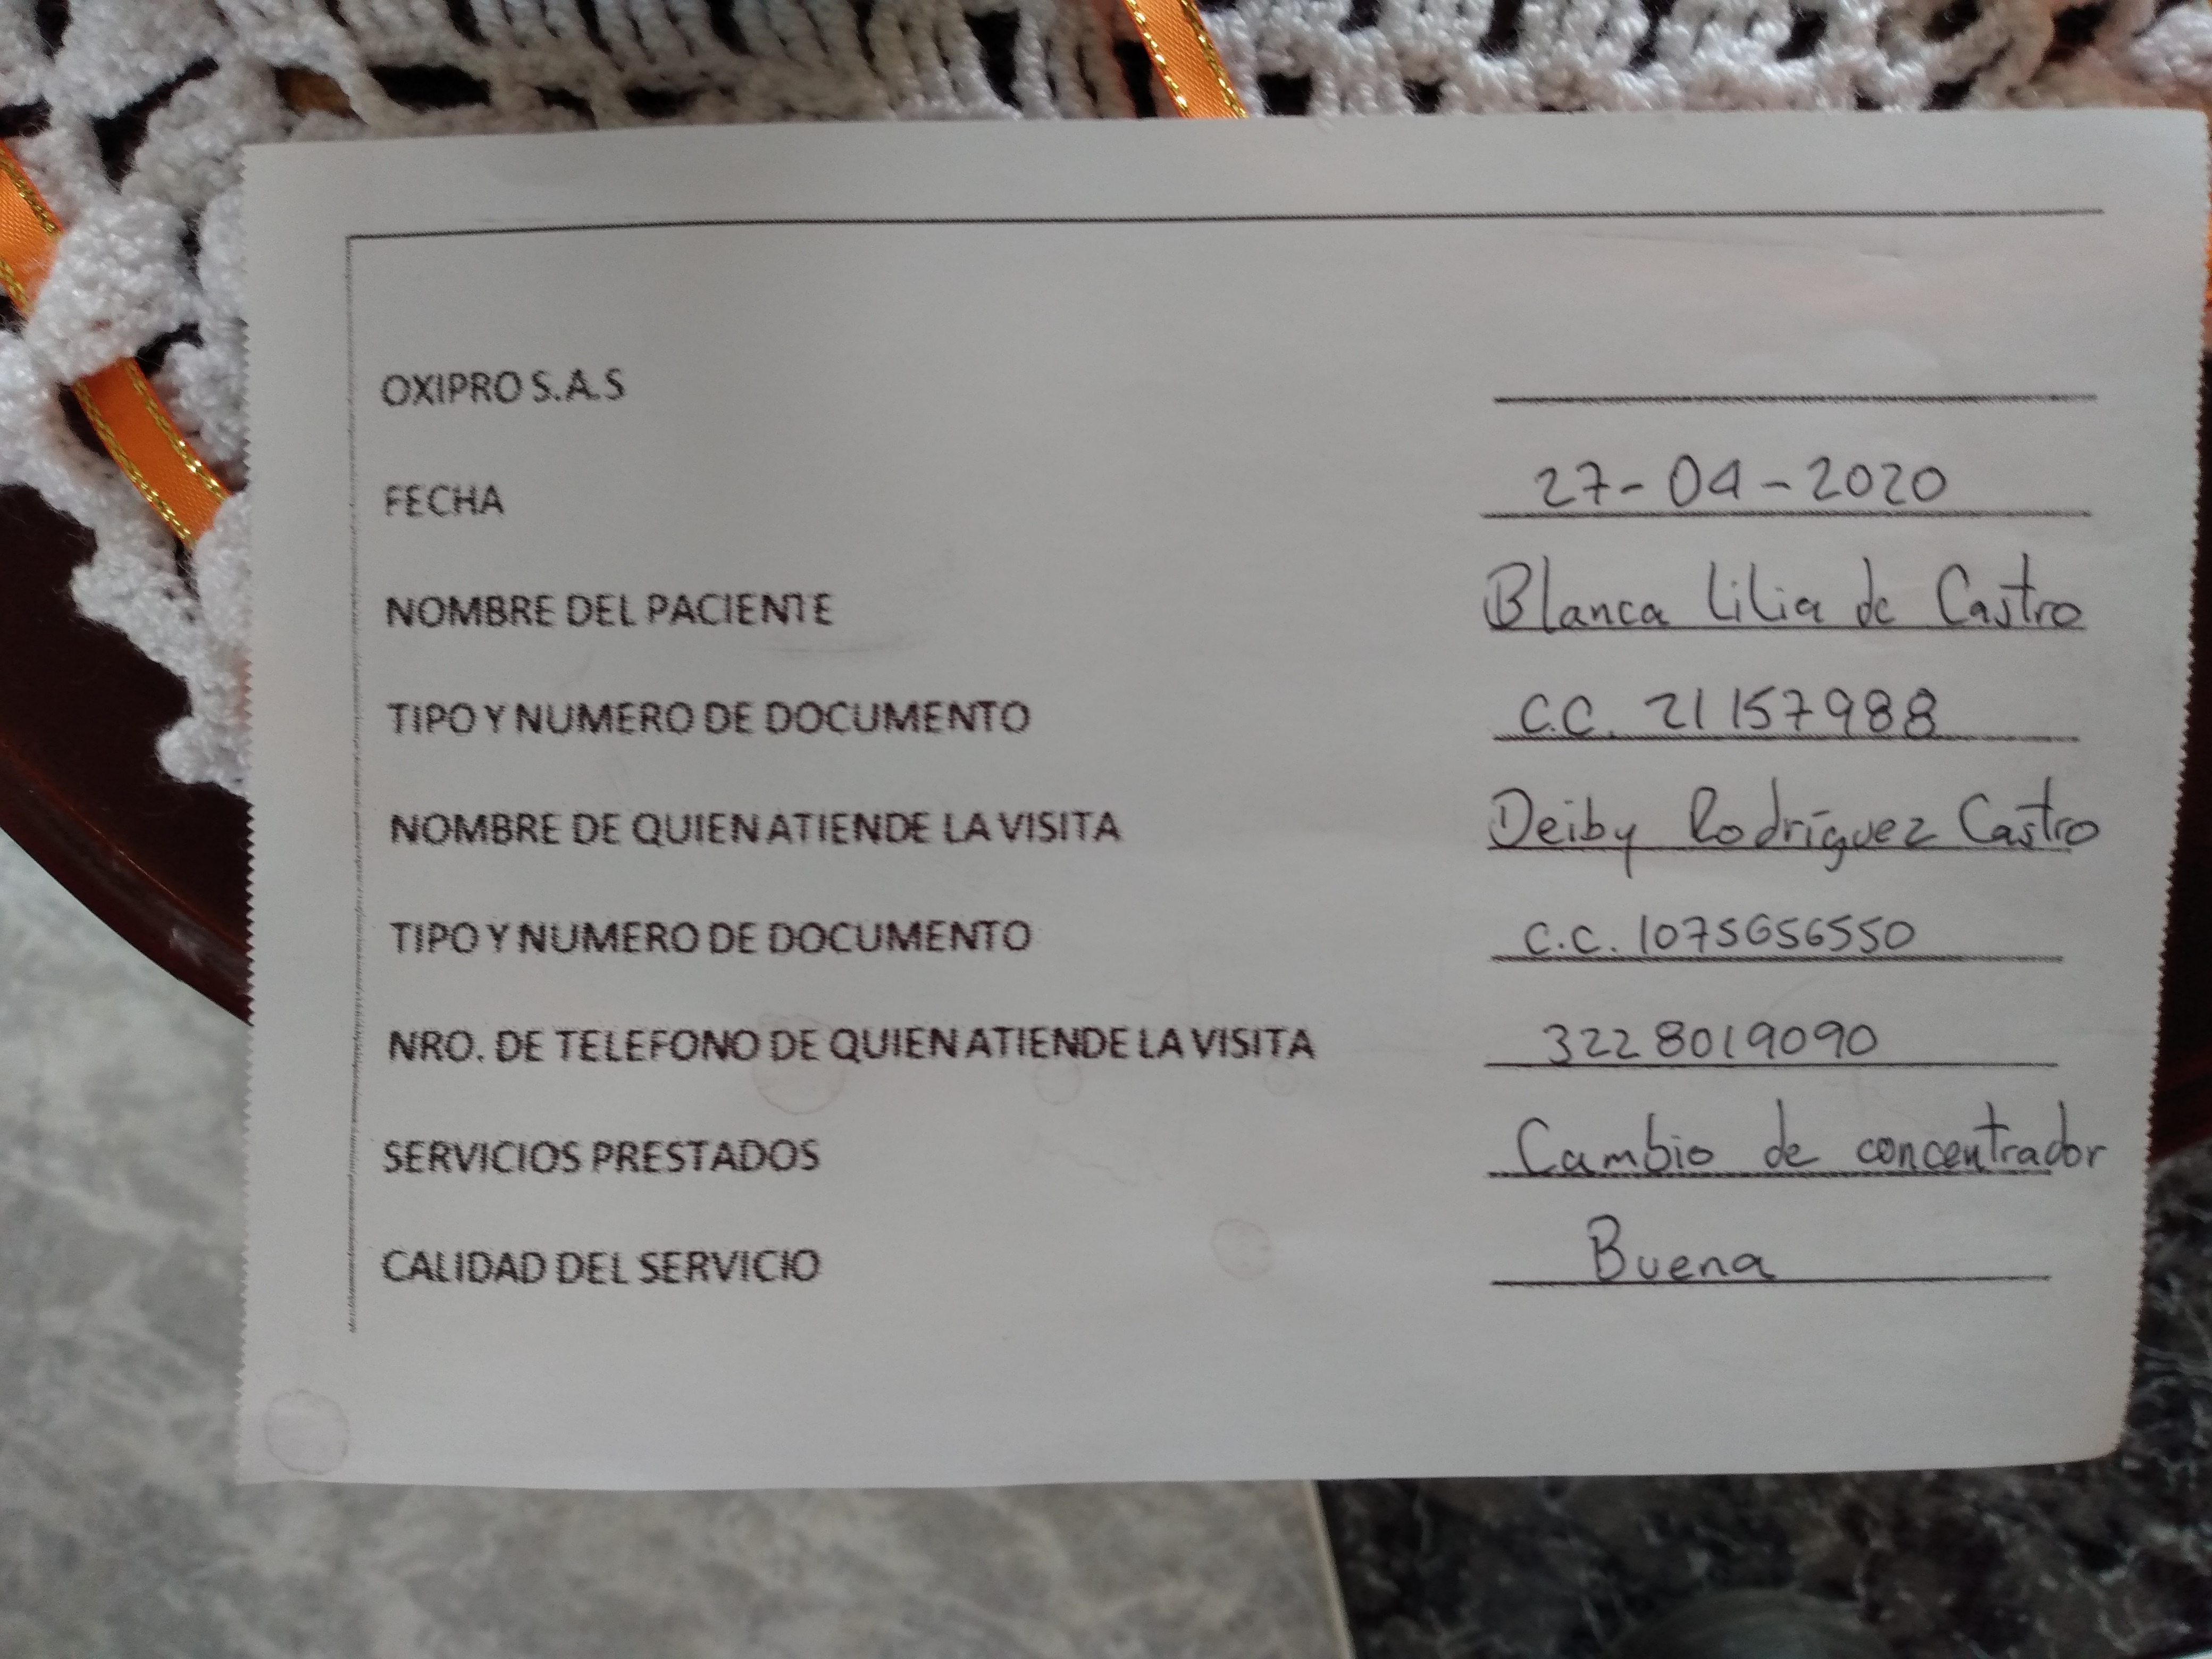 OXIPRO S.A.S
FECHA 27-04-2020
NOMBRE DEL PACIENTE Blanca Lilia de Castro
TIPO Y NUMERO DE DOCUMENTO C.C. 21157988
NOMBRE DE QUIEN ATIENDE LA VISITA Deiby Rodríguez Castro
TIPO Y NUMERO DE DOCUMENTO C.C. 1075656550
NRO. DE TELEFONO DE QUIEN ATIENDE LA VISITA 3228019090
SERVICIOS PRESTADOS Cambio de concentrador
CALIDAD DEL SERVICIO Buena